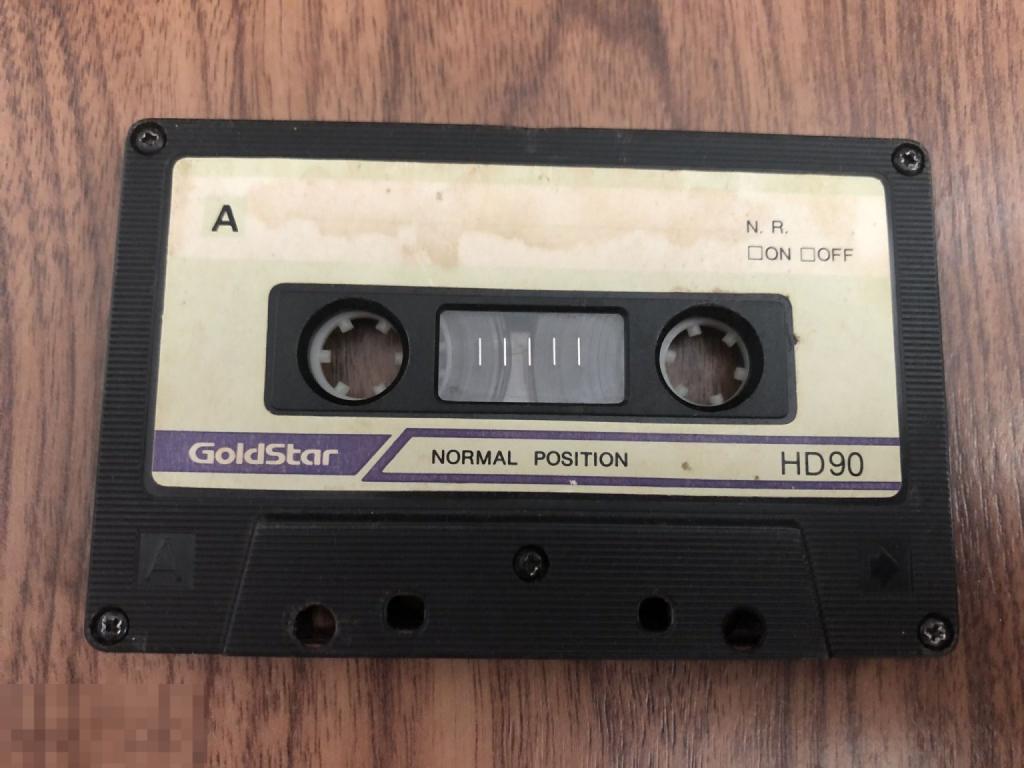 A
N. R.
□ON □OFF
GoldStar
NORMAL POSITION
HD90
A